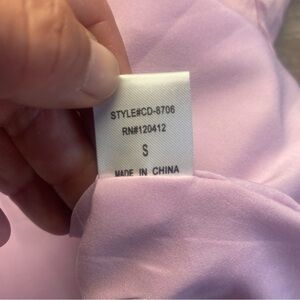 STYLE#CD-8706
RN#120412
S
MADE IN CHINA